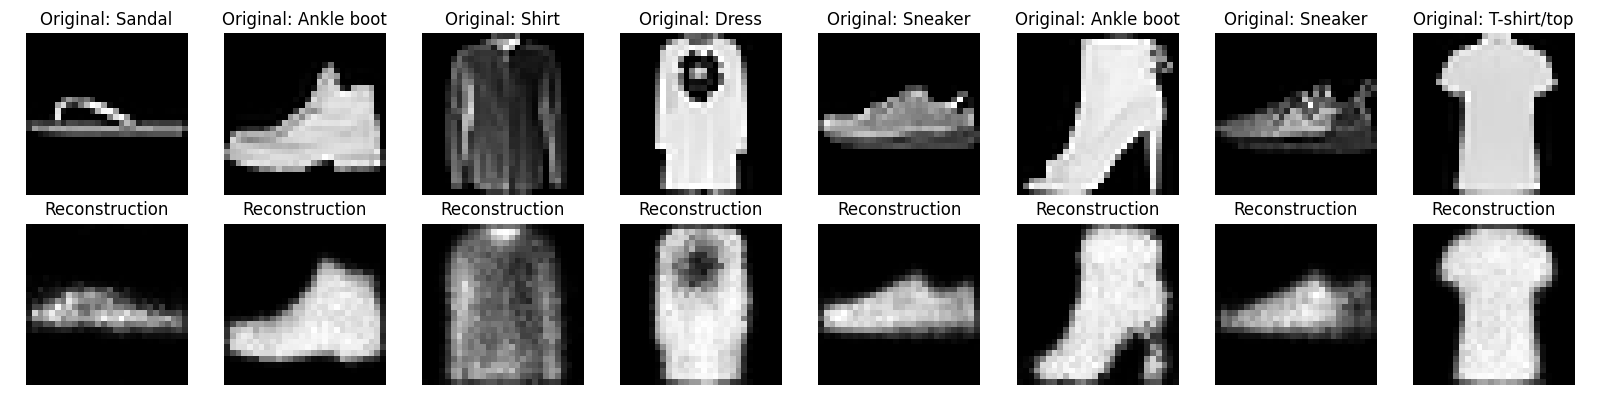 Original: Sandal Original: Ankle boot Original: Shirt Original: Dress Original: Sneaker Original: Ankle boot Original: Sneaker Original: T-shirt/top
Reconstruction Reconstruction Reconstruction Reconstruction Reconstruction Reconstruction Reconstruction Reconstruction